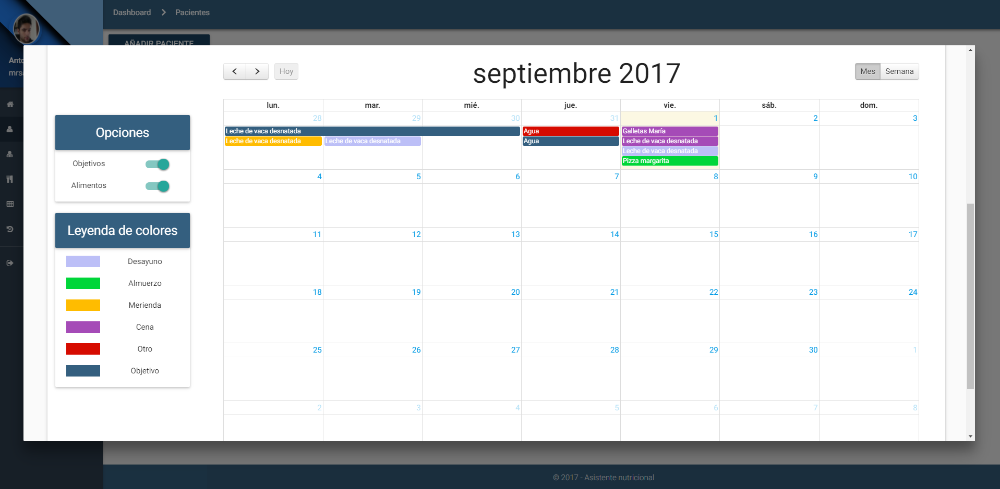 Dashboard > Pacientes
AÑADIR PACIENTE
Hoy
septiembre 2017
Mes Semana
lun. mar. mié. jue. vie. sáb. dom.
28 29 30 31 1 2 3
Leche de vaca desnatada Agua Galletas María
Leche de vaca desnatada Leche de vaca desnatada Agua Leche de vaca desnatada
Leche de vaca desnatada
Pizza margarita
4 5 6 7 8 9 10
11 12 13 14 15 16 17
18 19 20 21 22 23 24
25 26 27 28 29 30 1
2 3 4 5 6 7 8
Opciones
Objetivos
Alimentos
Leyenda de colores
Desayuno
Almuerzo
Merienda
Cena
Otro
Objetivo
© 2017 - Asistente nutricional